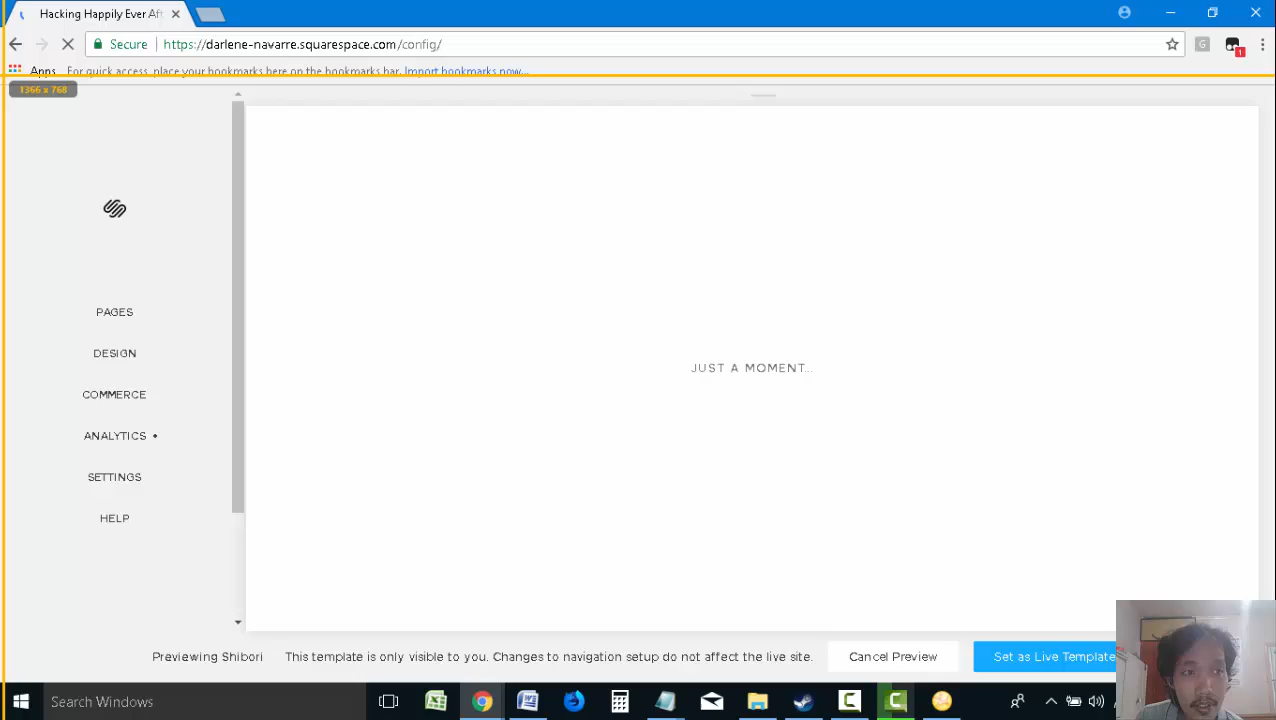 Hacking Happily Ever Aft
Secure
https://darlene-navarre.squarespace.com/config/
G
1
Apps
For quick access, place your bookmarks here on the bookmarks bar. Import bookmarks now...
1366 x 768
PAGES
DESIGN
COMMERCE
ANALYTICS •
SETTINGS
HELP
JUST A MOMENT...
Previewing Shibori
This template is only visible to you. Changes to navigation setup do not affect the live site.
Cancel Preview
Set as Live Template
Search Windows